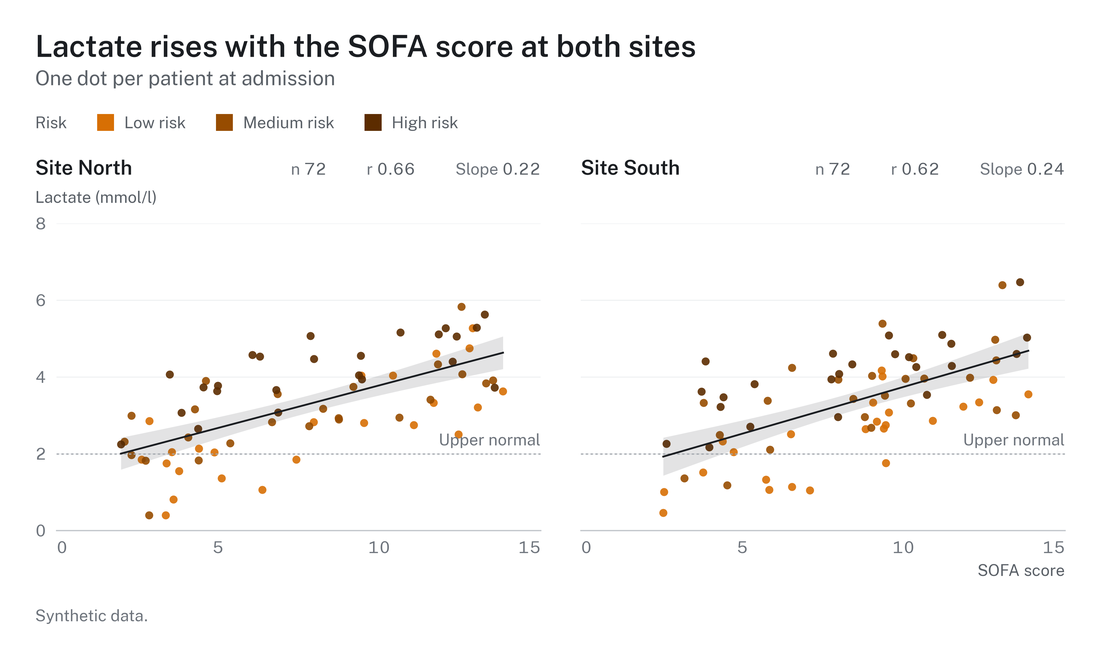 Lactate rises with the SOFA score at both sites
One dot per patient at admission
Risk Low risk Medium risk High risk
Site North n 72 r 0.66 Slope 0.22
Lactate (mmol/l)
8
6
4
2
0
Upper normal
0 5 10 15
Site South n 72 r 0.62 Slope 0.24
Upper normal
0 5 10 15
SOFA score
Synthetic data.